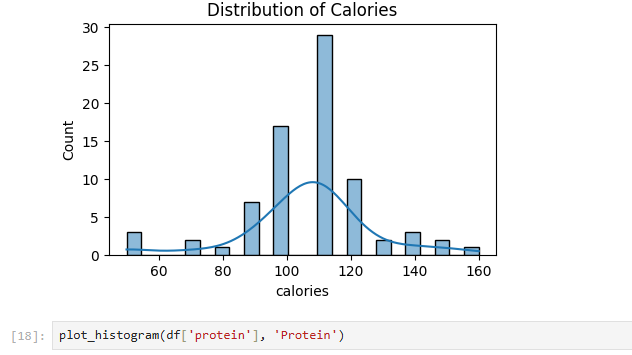 Distribution of Calories
30
25
20
15
10
5
0
Count
60 80 100 120 140 160
calories
[18]: plot_histogram(df['protein'], 'Protein')